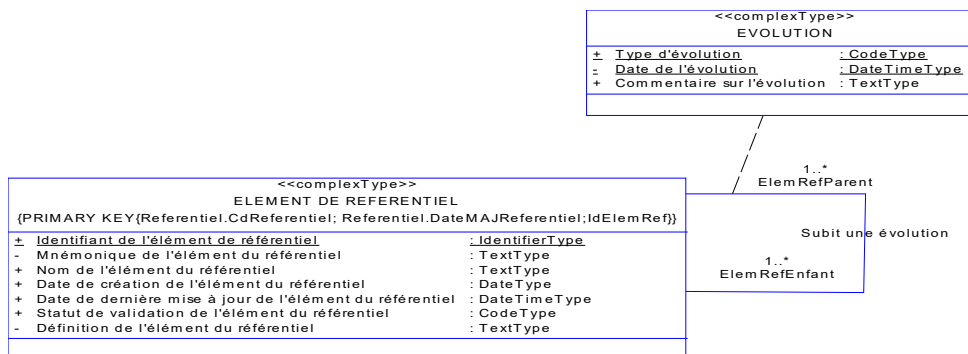 <<complexType>>
EVOLUTION
+ Type d'évolution : CodeType
- Date de l'évolution : DateTimeType
+ Commentaire sur l'évolution : TextType
1..*
ElemRefParent
<<complexType>>
ELEMENT DE REFERENTIEL
{PRIMARY KEY{Referentiel.CdReferentiel; Referentiel.DateMAJReferentiel;IdElemRef}}
+ Identifiant de l'élément de référentiel : IdentifierType
- Mnémonique de l'élément du référentiel : TextType
+ Nom de l'élément du référentiel : TextType
+ Date de création de l'élément du référentiel : DateType
+ Date de dernière mise à jour de l'élément du référentiel : DateTimeType
+ Statut de validation de l'élément du référentiel : CodeType
- Définition de l'élément du référentiel : TextType
Subit une évolution
1..*
ElemRefEnfant